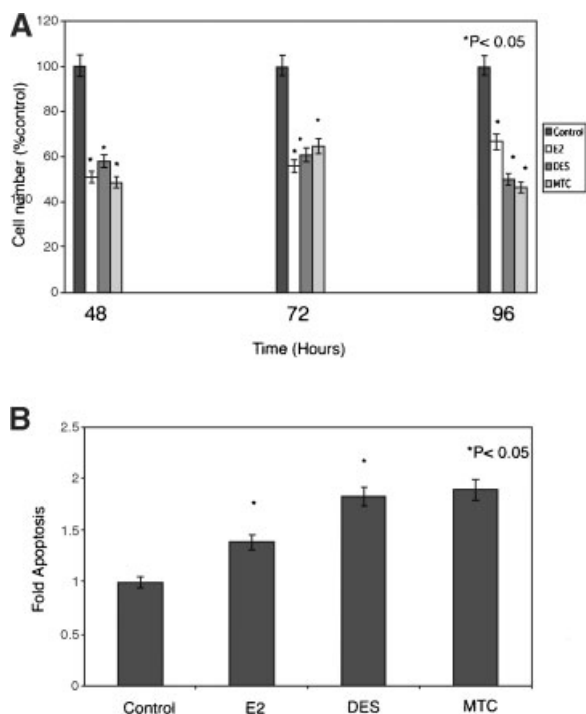 A
120
*P< 0.05
100
80
60
40
20
0
Cell number (%control)
* * *
* * *
* * *
Control
E2
DES
MTC
48 72 96
Time (Hours)
B
2.5
*P< 0.05
2
1.5
1
0.5
0
Fold Apoptosis
* *
Control E2 DES MTC